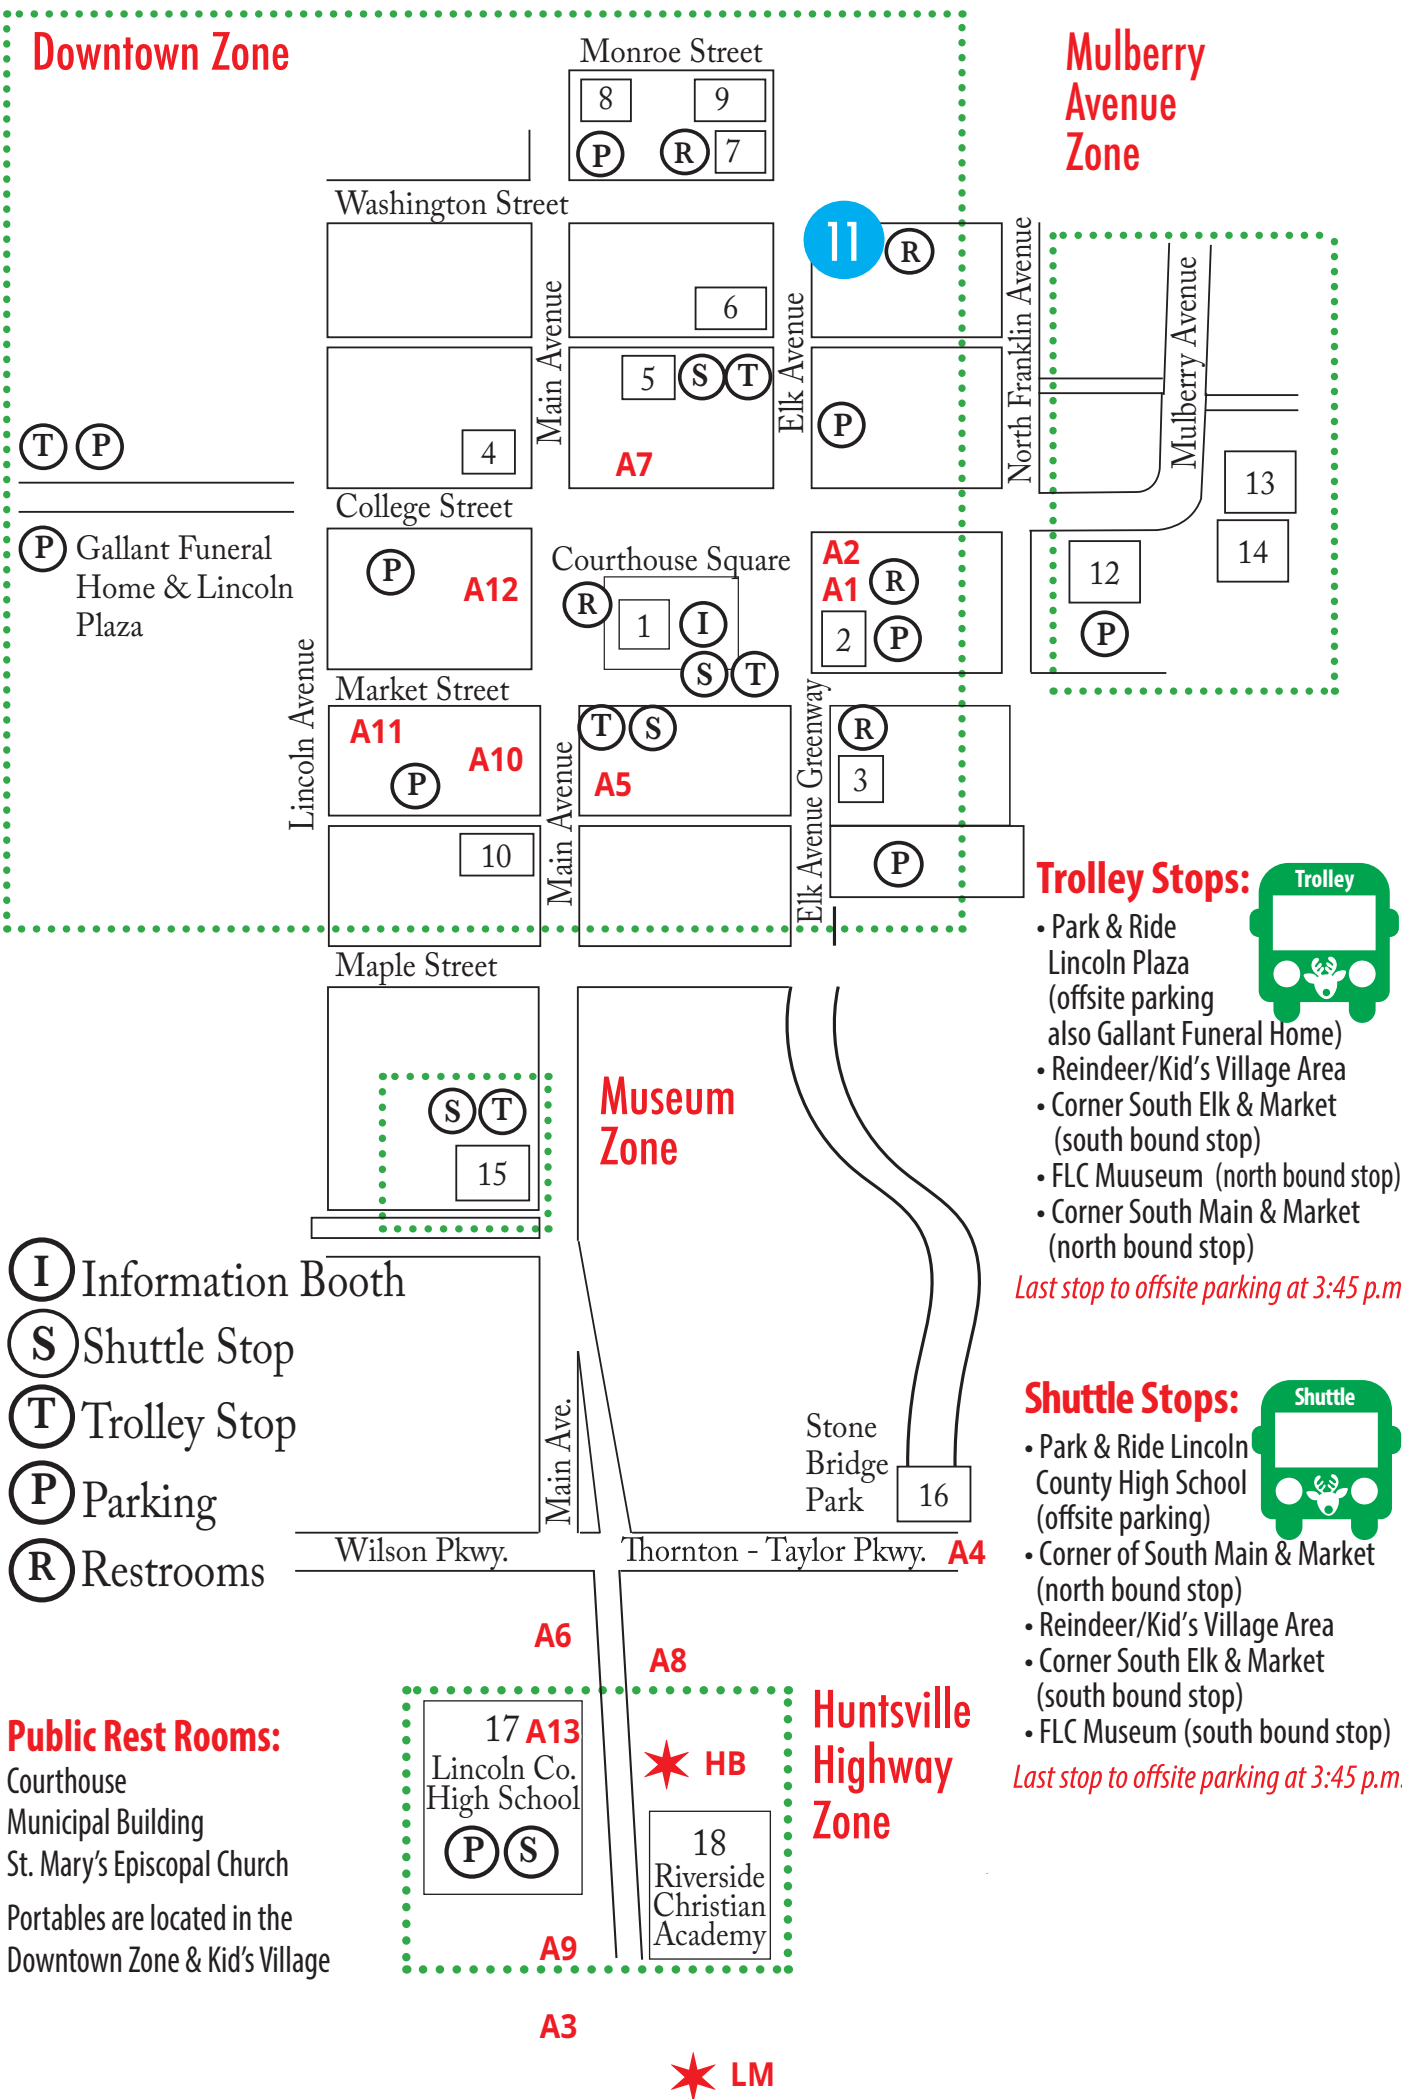 Downtown Zone
Monroe Street
Mulberry
Avenue
Zone
8
9
P
R
7
Washington Street
11
R
6
Main Avenue
Elk Avenue
North Franklin Avenue
Mulberry Avenue
5
S
T
P
T
P
4
A7
13
College Street
P
Gallant Funeral
Home & Lincoln
Plaza
P
A12
Courthouse Square
R
1
I
S
T
A2
A1
R
2
P
12
14
P
Lincoln Avenue
Market Street
A11
A10
P
Main Avenue
T
S
A5
Elk Avenue Greenway
R
3
10
P
Maple Street
Trolley Stops:
Trolley
• Park & Ride
Lincoln Plaza
(offsite parking
also Gallant Funeral Home)
• Reindeer/Kid's Village Area
• Corner South Elk & Market
(south bound stop)
• FLC Muuseum (north bound stop)
• Corner South Main & Market
(north bound stop)
Last stop to offsite parking at 3:45 p.m
Museum
Zone
S
T
15
I Information Booth
S Shuttle Stop
T Trolley Stop
P Parking
R Restrooms
Main Ave.
Stone
Bridge
Park
16
Wilson Pkwy.
Thornton - Taylor Pkwy.
A4
Shuttle Stops:
Shuttle
• Park & Ride Lincoln
County High School
(offsite parking)
• Corner of South Main & Market
(north bound stop)
• Reindeer/Kid's Village Area
• Corner South Elk & Market
(south bound stop)
• FLC Museum (south bound stop)
Last stop to offsite parking at 3:45 p.m.
A6
A8
Huntsville
Highway
Zone
17 A13
Lincoln Co.
High School
P
S
HB
18
Riverside
Christian
Academy
A9
A3
LM
Public Rest Rooms:
Courthouse
Municipal Building
St. Mary's Episcopal Church
Portables are located in the
Downtown Zone & Kid's Village